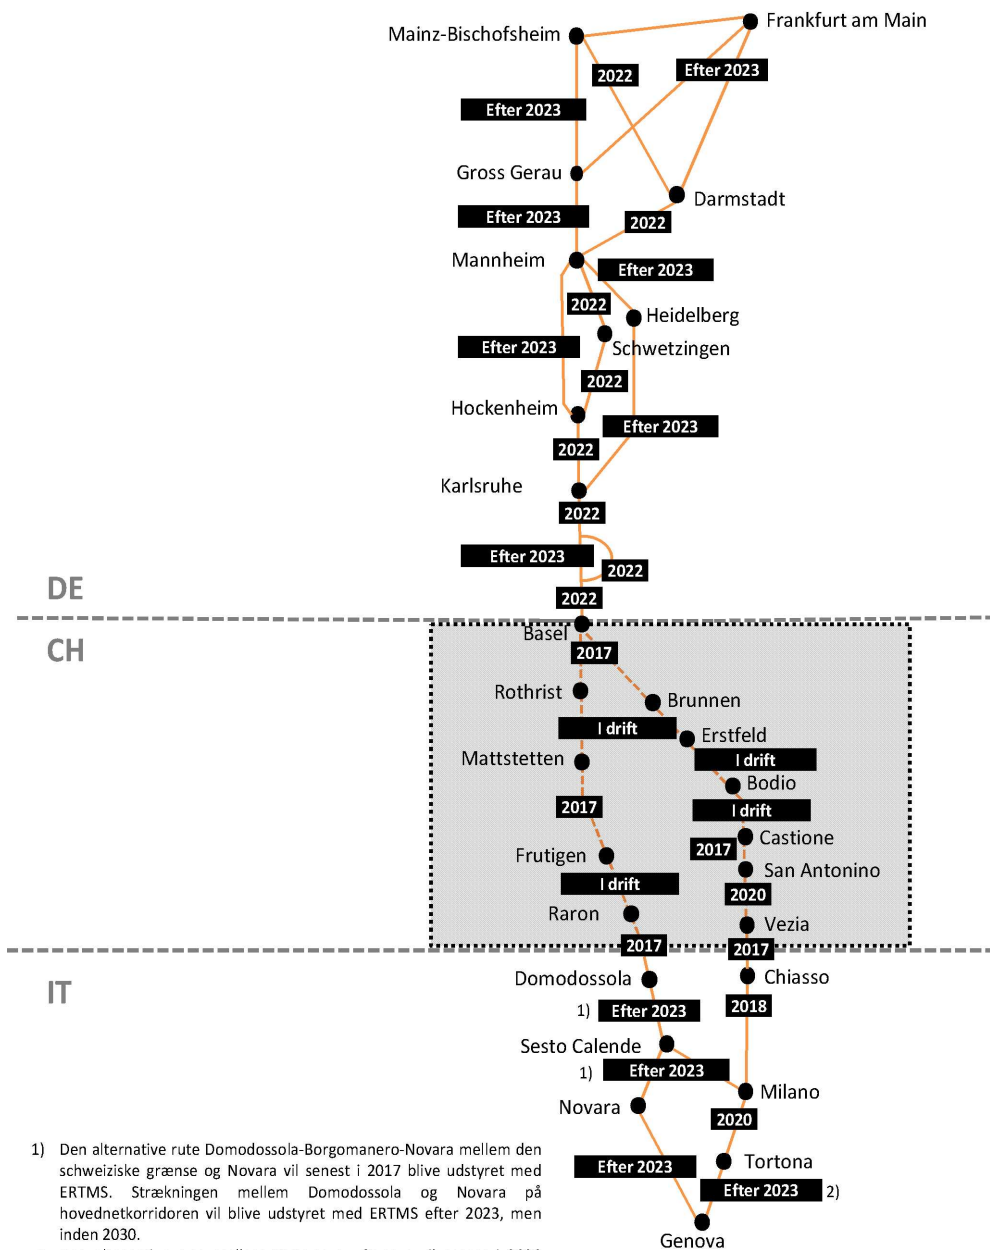 Mainz-Bischofsheim
Frankfurt am Main
2022
Efter 2023
Efter 2023
Gross Gerau
Darmstadt
Efter 2023
2022
Mannheim
Efter 2023
2022
Heidelberg
Efter 2023
Schwetzingen
2022
Hockenheim
Efter 2023
2022
Karlsruhe
2022
Efter 2023
2022
DE
2022
CH
Basel
2017
Rothrist
Brunnen
I drift
Erstfeld
Mattstetten
I drift
Bodio
2017
I drift
Castione
2017
Frutigen
San Antonino
I drift
2020
Raron
Vezia
2017
2017
IT
Domodossola
Chiasso
1) Efter 2023
2018
Sesto Calende
1) Efter 2023
Milano
Novara
2020
Efter 2023
Tortona
Efter 2023 2)
Genova
1) Den alternative rute Domodossola-Borgomanero-Novara mellem den
schweiziske grænse og Novara vil senest i 2017 blive udstyret med
ERTMS. Strækningen mellem Domodossola og Novara på
hovednetkorridoren vil blive udstyret med ERTMS efter 2023, men
inden 2030.